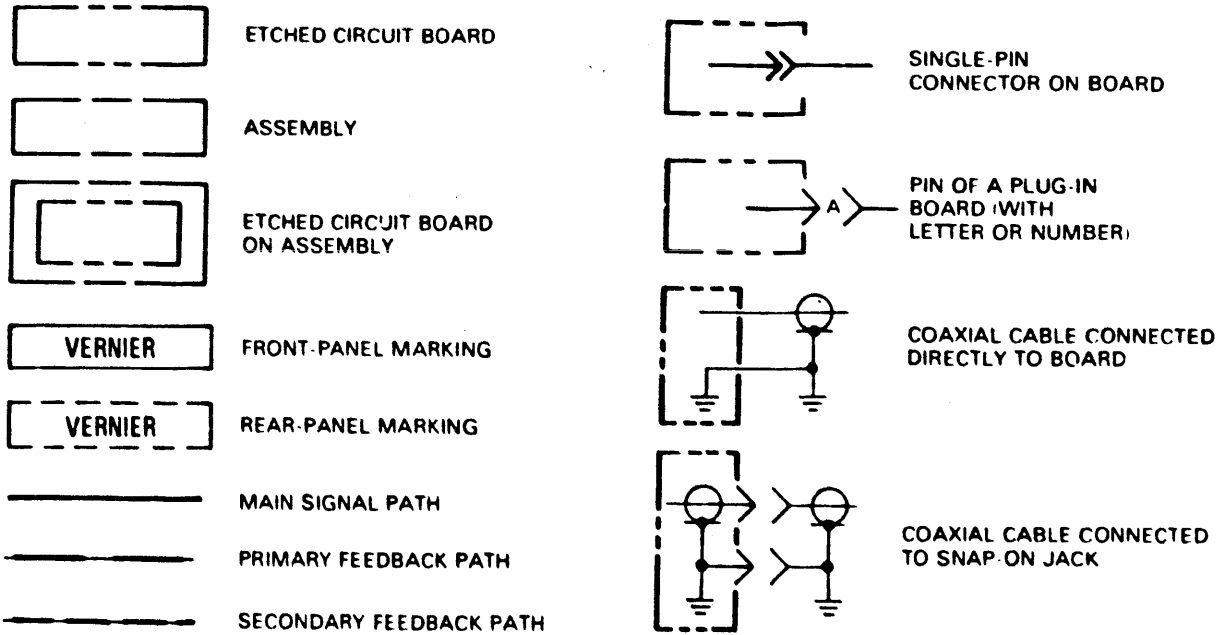 ETCHED CIRCUIT BOARD
ASSEMBLY
ETCHED CIRCUIT BOARD
ON ASSEMBLY
VERNIER
FRONT-PANEL MARKING
VERNIER
REAR-PANEL MARKING
MAIN SIGNAL PATH
PRIMARY FEEDBACK PATH
SECONDARY FEEDBACK PATH
SINGLE-PIN
CONNECTOR ON BOARD
A
PIN OF A PLUG-IN
BOARD (WITH
LETTER OR NUMBER)
COAXIAL CABLE CONNECTED
DIRECTLY TO BOARD
COAXIAL CABLE CONNECTED
TO SNAP-ON JACK